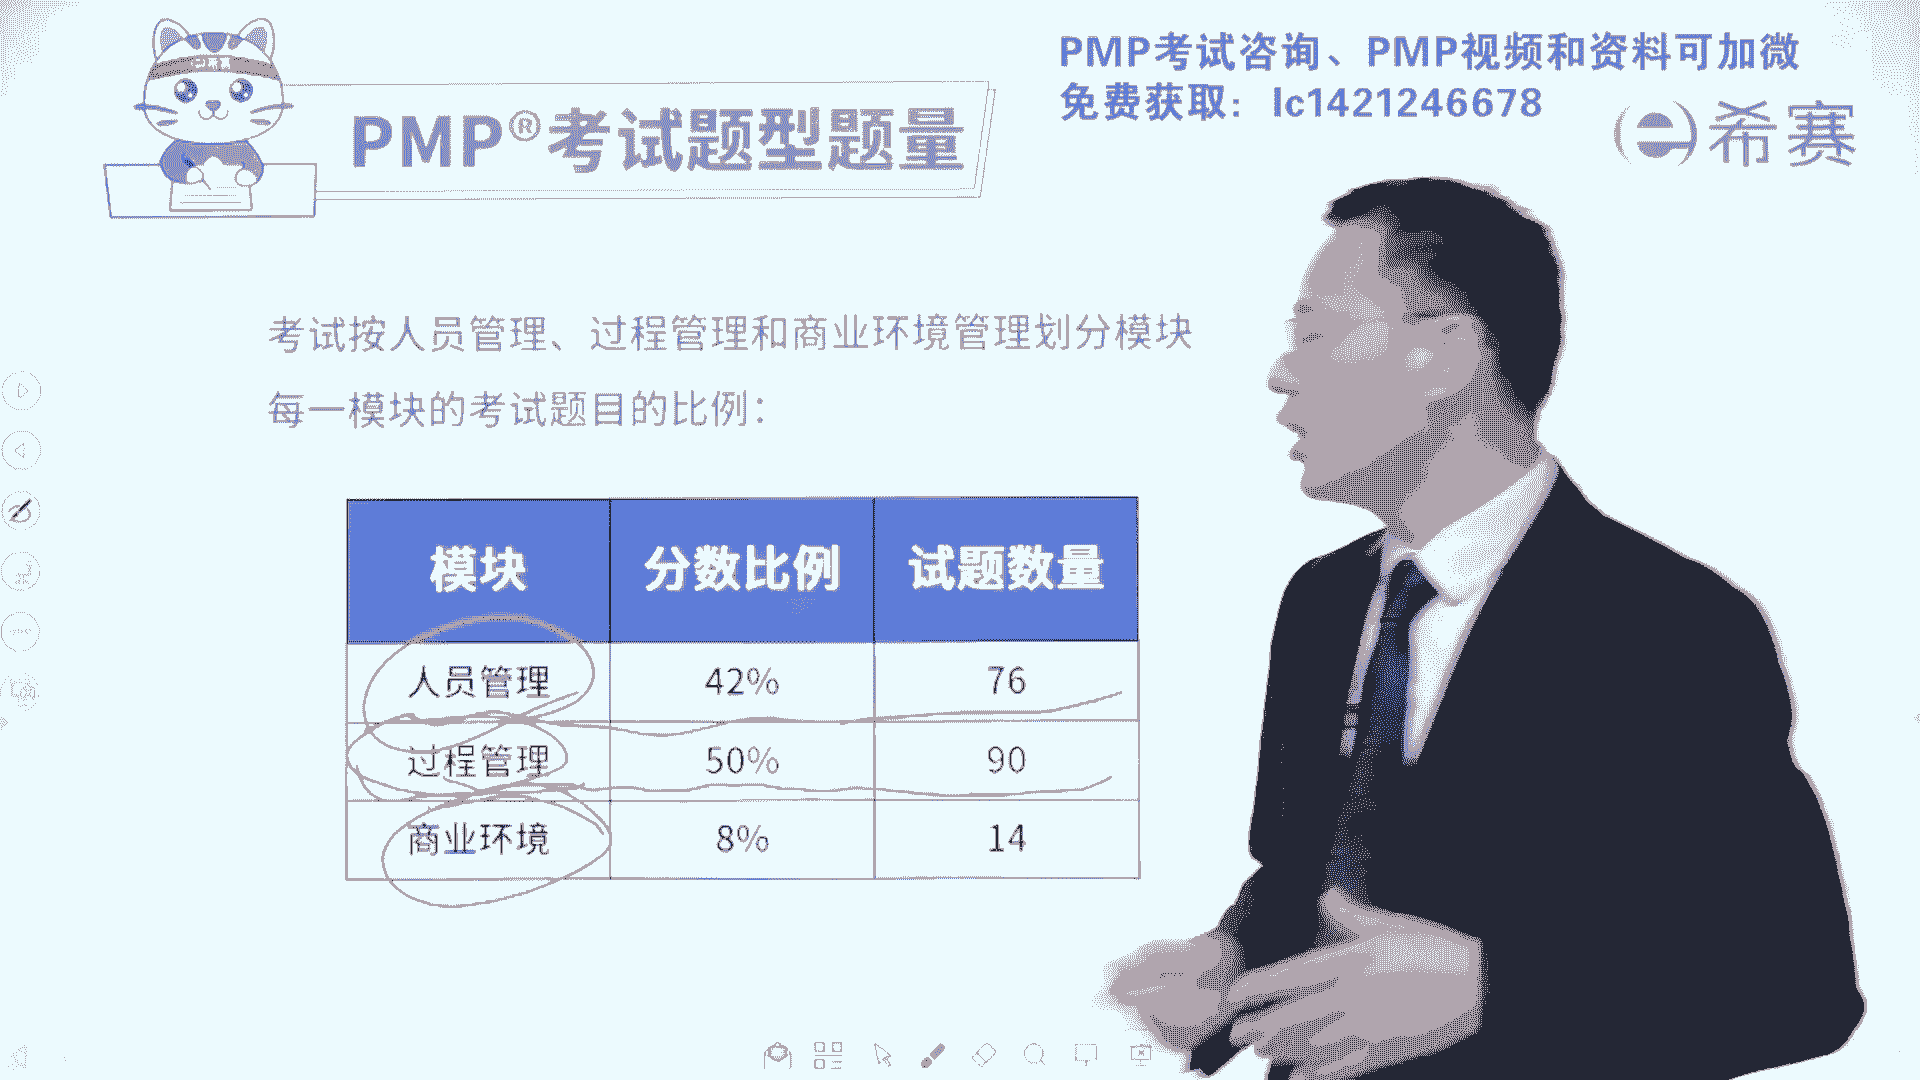 PMP考试咨询、PMP视频和资料可加微
免费获取：lc1421246678
希赛
PMP®考试题型题量
考试按人员管理、过程管理和商业环境管理划分模块
每一模块的考试题目的比例：
模块 分数比例 试题数量
人员管理 42% 76
过程管理 50% 90
商业环境 8% 14